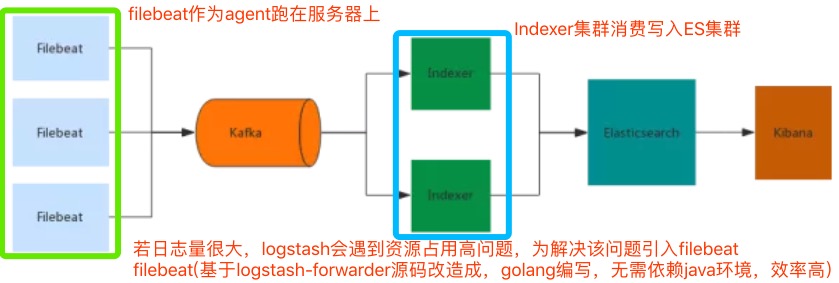 filebeat作为agent跑在服务器上
Indexer集群消费写入ES集群
Filebeat
Indexer
Filebeat
Kafka
Elasticsearch
Kibana
Filebeat
Indexer
若日志量很大，logstash会遇到资源占用高问题，为解决该问题引入filebeat
filebeat(基于logstash-forwarder源码改造成，golang编写，无需依赖java环境，效率高)